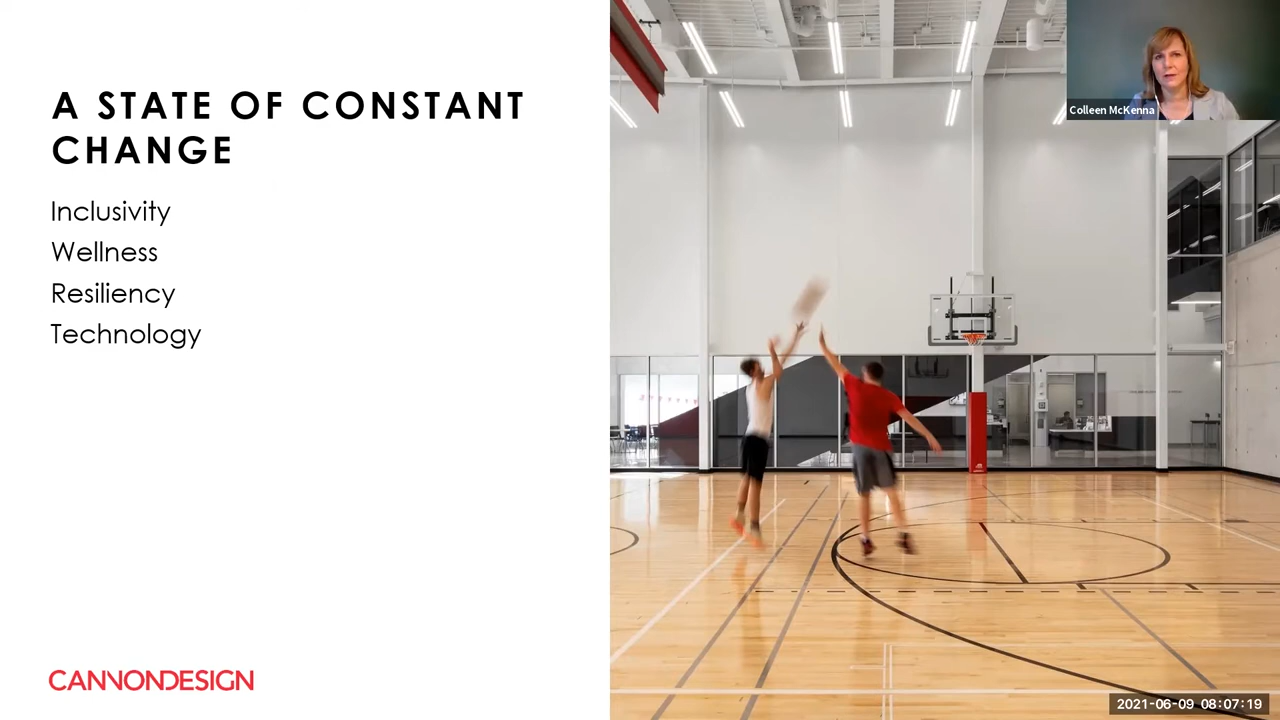 A STATE OF CONSTANT
CHANGE
Inclusivity
Wellness
Resiliency
Technology
CANNONDESIGN
Colleen McKenna
2021-06-09 08:07:19